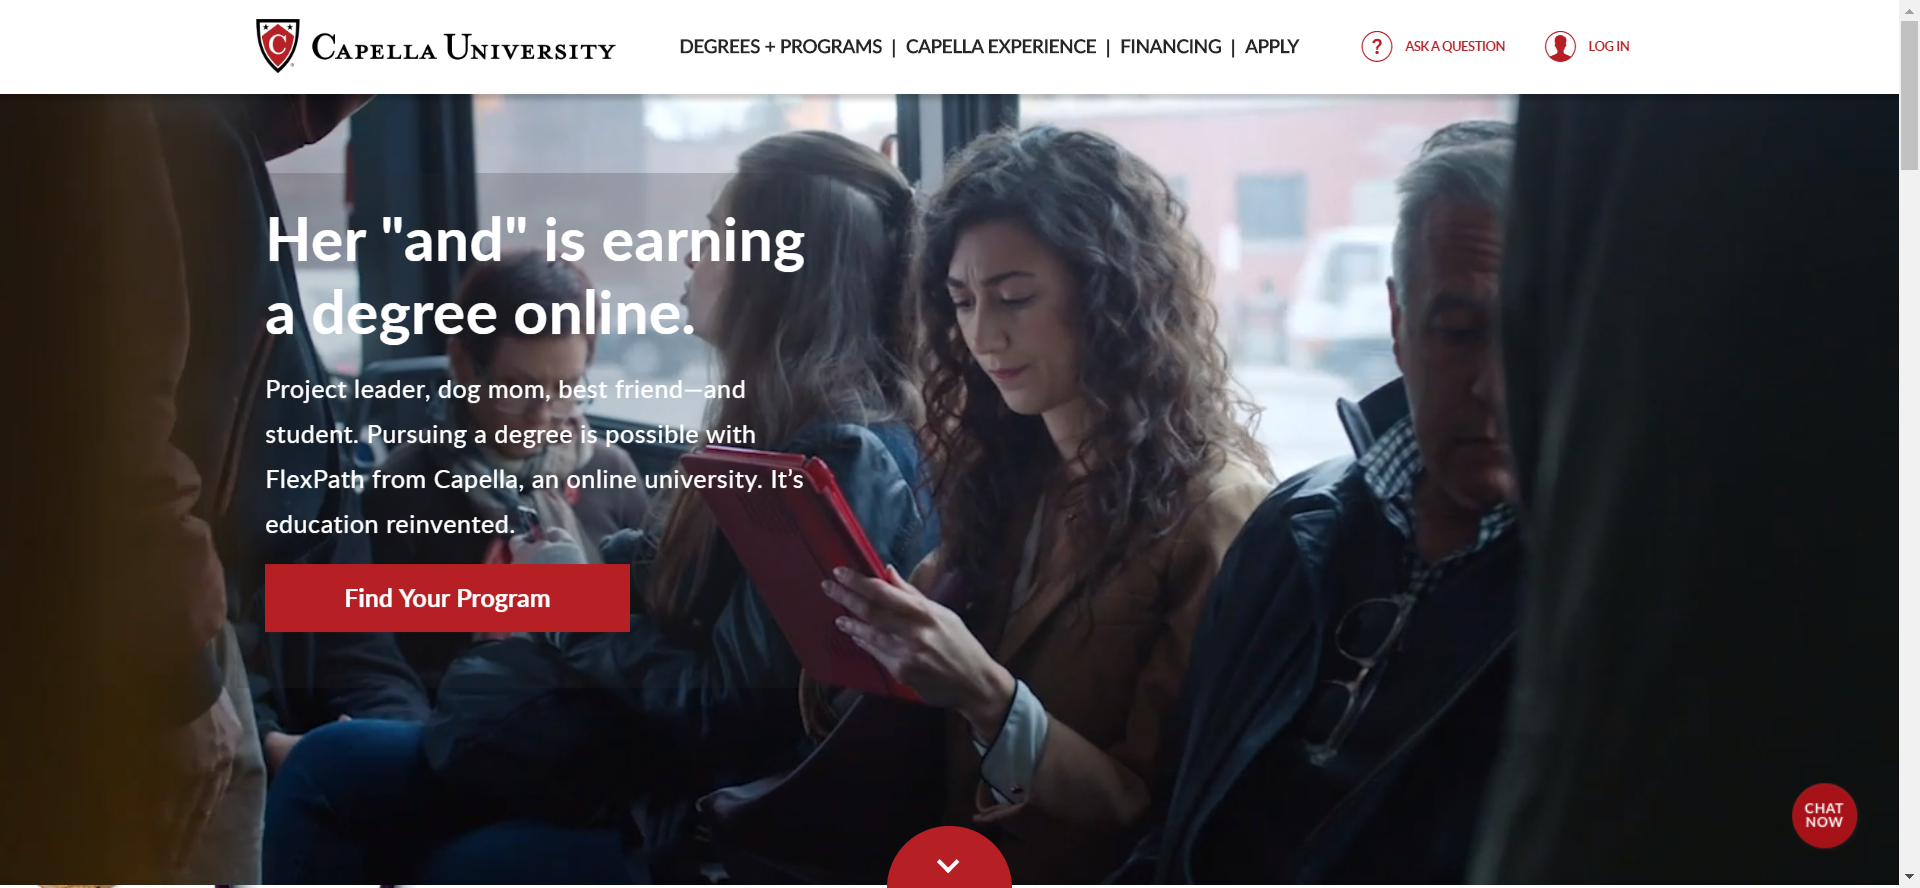 CAPELLA UNIVERSITY
DEGREES + PROGRAMS | CAPELLA EXPERIENCE | FINANCING | APPLY
? ASK A QUESTION
LOG IN
Her "and" is earning
a degree online.
Project leader, dog mom, best friend—and
student. Pursuing a degree is possible with
FlexPath from Capella, an online university. It’s
education reinvented.
Find Your Program
CHAT
NOW